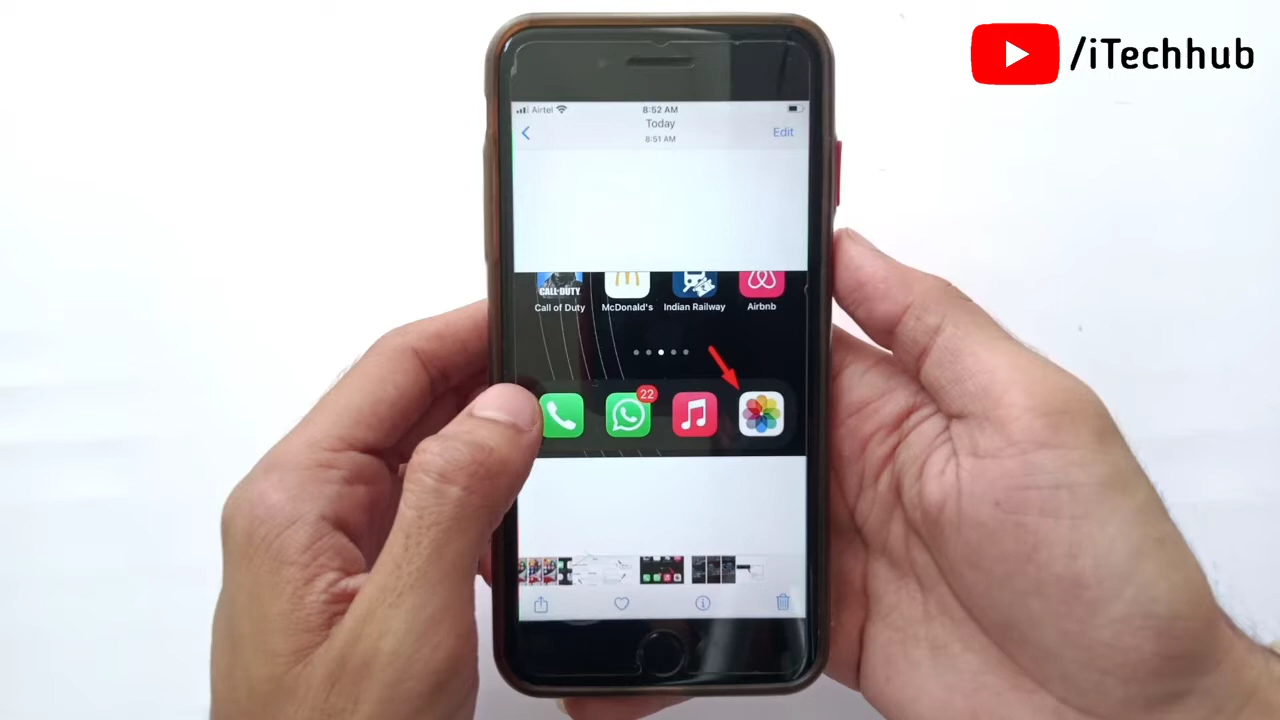 /iTechhub
Airtel 8:52 AM
Today
8:51 AM
Edit
CALL DUTY
Call of Duty McDonald's Indian Railway Airbnb
22